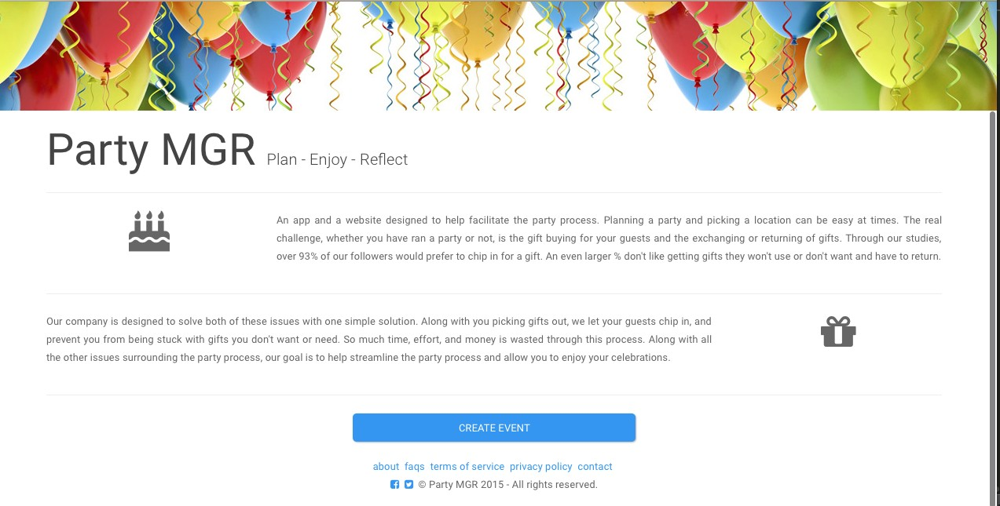 Party MGR Plan - Enjoy - Reflect
An app and a website designed to help facilitate the party process. Planning a party and picking a location can be easy at times. The real
challenge, whether you have ran a party or not, is the gift buying for your guests and the exchanging or returning of gifts. Through our studies,
over 93% of our followers would prefer to chip in for a gift. An even larger % don't like getting gifts they won't use or don't want and have to return.
Our company is designed to solve both of these issues with one simple solution. Along with you picking gifts out, we let your guests chip in, and
prevent you from being stuck with gifts you don't want or need. So much time, effort, and money is wasted through this process. Along with all
the other issues surrounding the party process, our goal is to help streamline the party process and allow you to enjoy your celebrations.
CREATE EVENT
about faqs terms of service privacy policy contact
© Party MGR 2015 - All rights reserved.